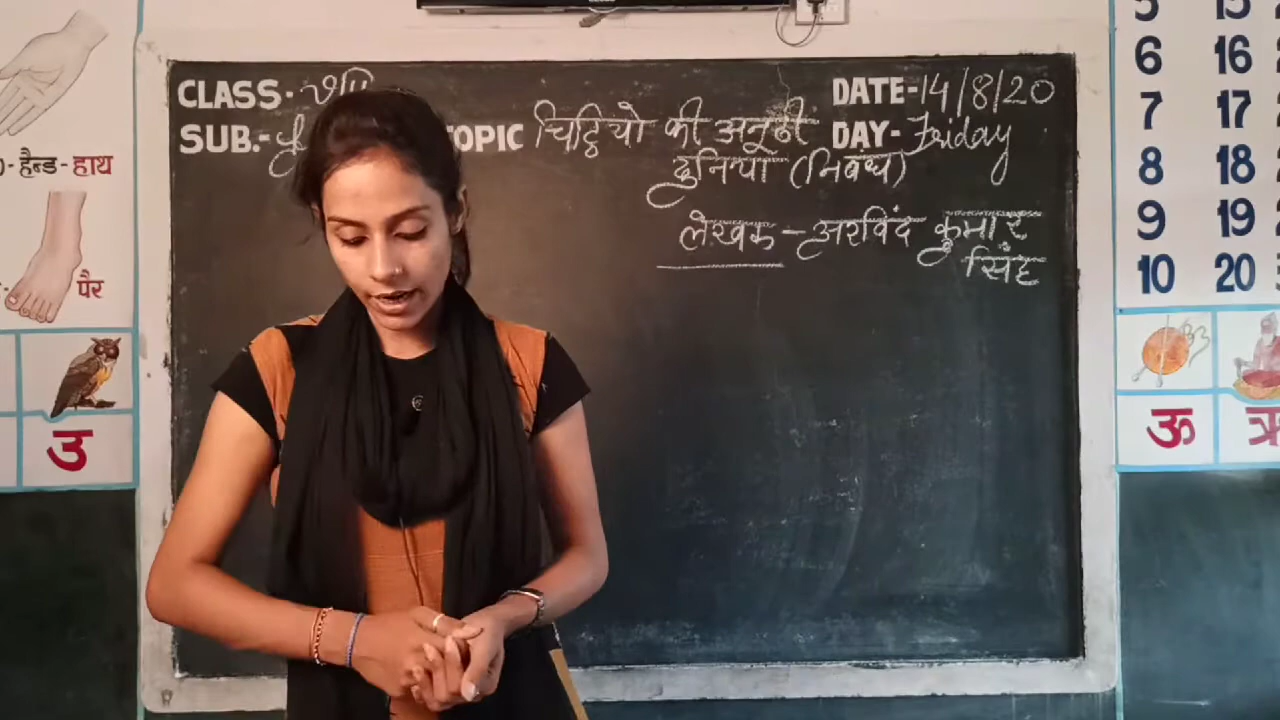 CLASS-
DATE-14/8/20
SUB.-
TOPIC चिट्ठियो की अनूठी
DAY- Friday
दुनिया (निबंध)
लेखक - अरविंद कुमार
सिंह
हैन्ड - हाथ
पैर
उ
5 15
6 16
7 17
8 18
9 19
10 20
ऊ
ऋ